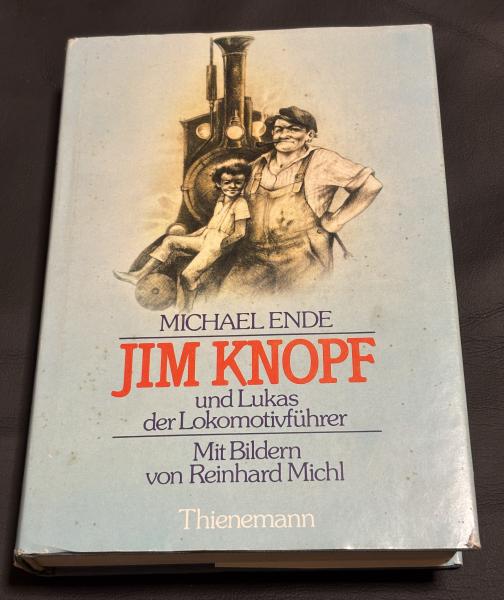 MICHAEL ENDE
JIM KNOPF
und Lukas
der Lokomotivführer
Mit Bildern
von Reinhard Michl
Thienemann